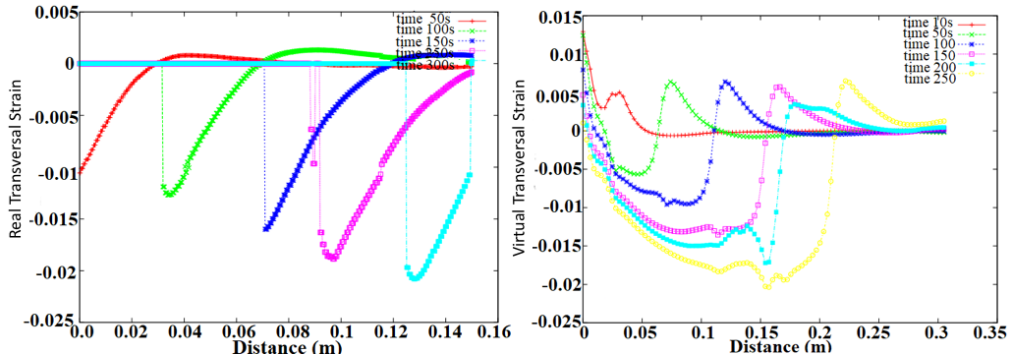 Real Transversal Strain
0.005
0
-0.005
-0.01
-0.015
-0.02
-0.025
time 50s
time 100s
time 150s
time 300s
0.0 0.02 0.04 0.06 0.08 0.1 0.12 0.14 0.16
Distance (m)
Virtual Transversal Strain
0.015
0.01
0.005
0
-0.005
-0.01
-0.015
-0.02
-0.025
time 10s
time 50s
time 100
time 150
time 200
time 250
0.0 0.05 0.1 0.15 0.2 0.25 0.3 0.35
Distance (m)